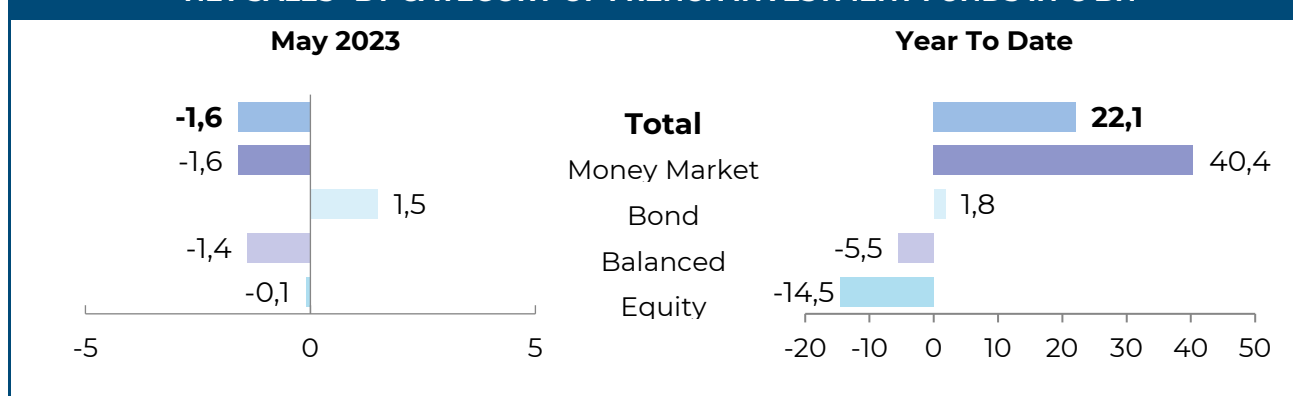 May 2023
Year To Date
-1,6
Total
22,1
-1,6
Money Market
40,4
1,5
Bond
1,8
-1,4
Balanced
-5,5
-0,1
Equity
-14,5
-5 0 5
-20 -10 0 10 20 30 40 50